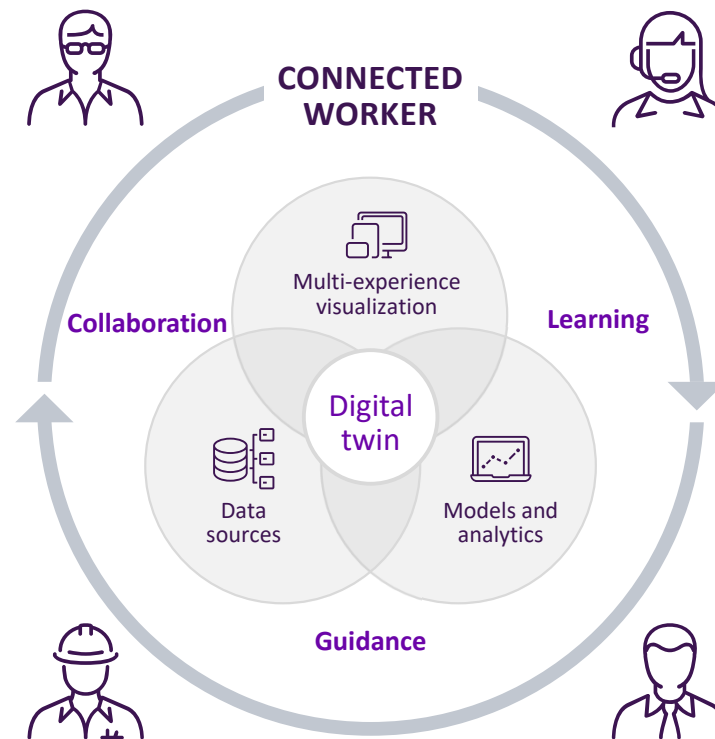 CONNECTED
WORKER
Multi-experience
visualization
Collaboration
Learning
Digital
twin
Data
sources
Models and
analytics
Guidance